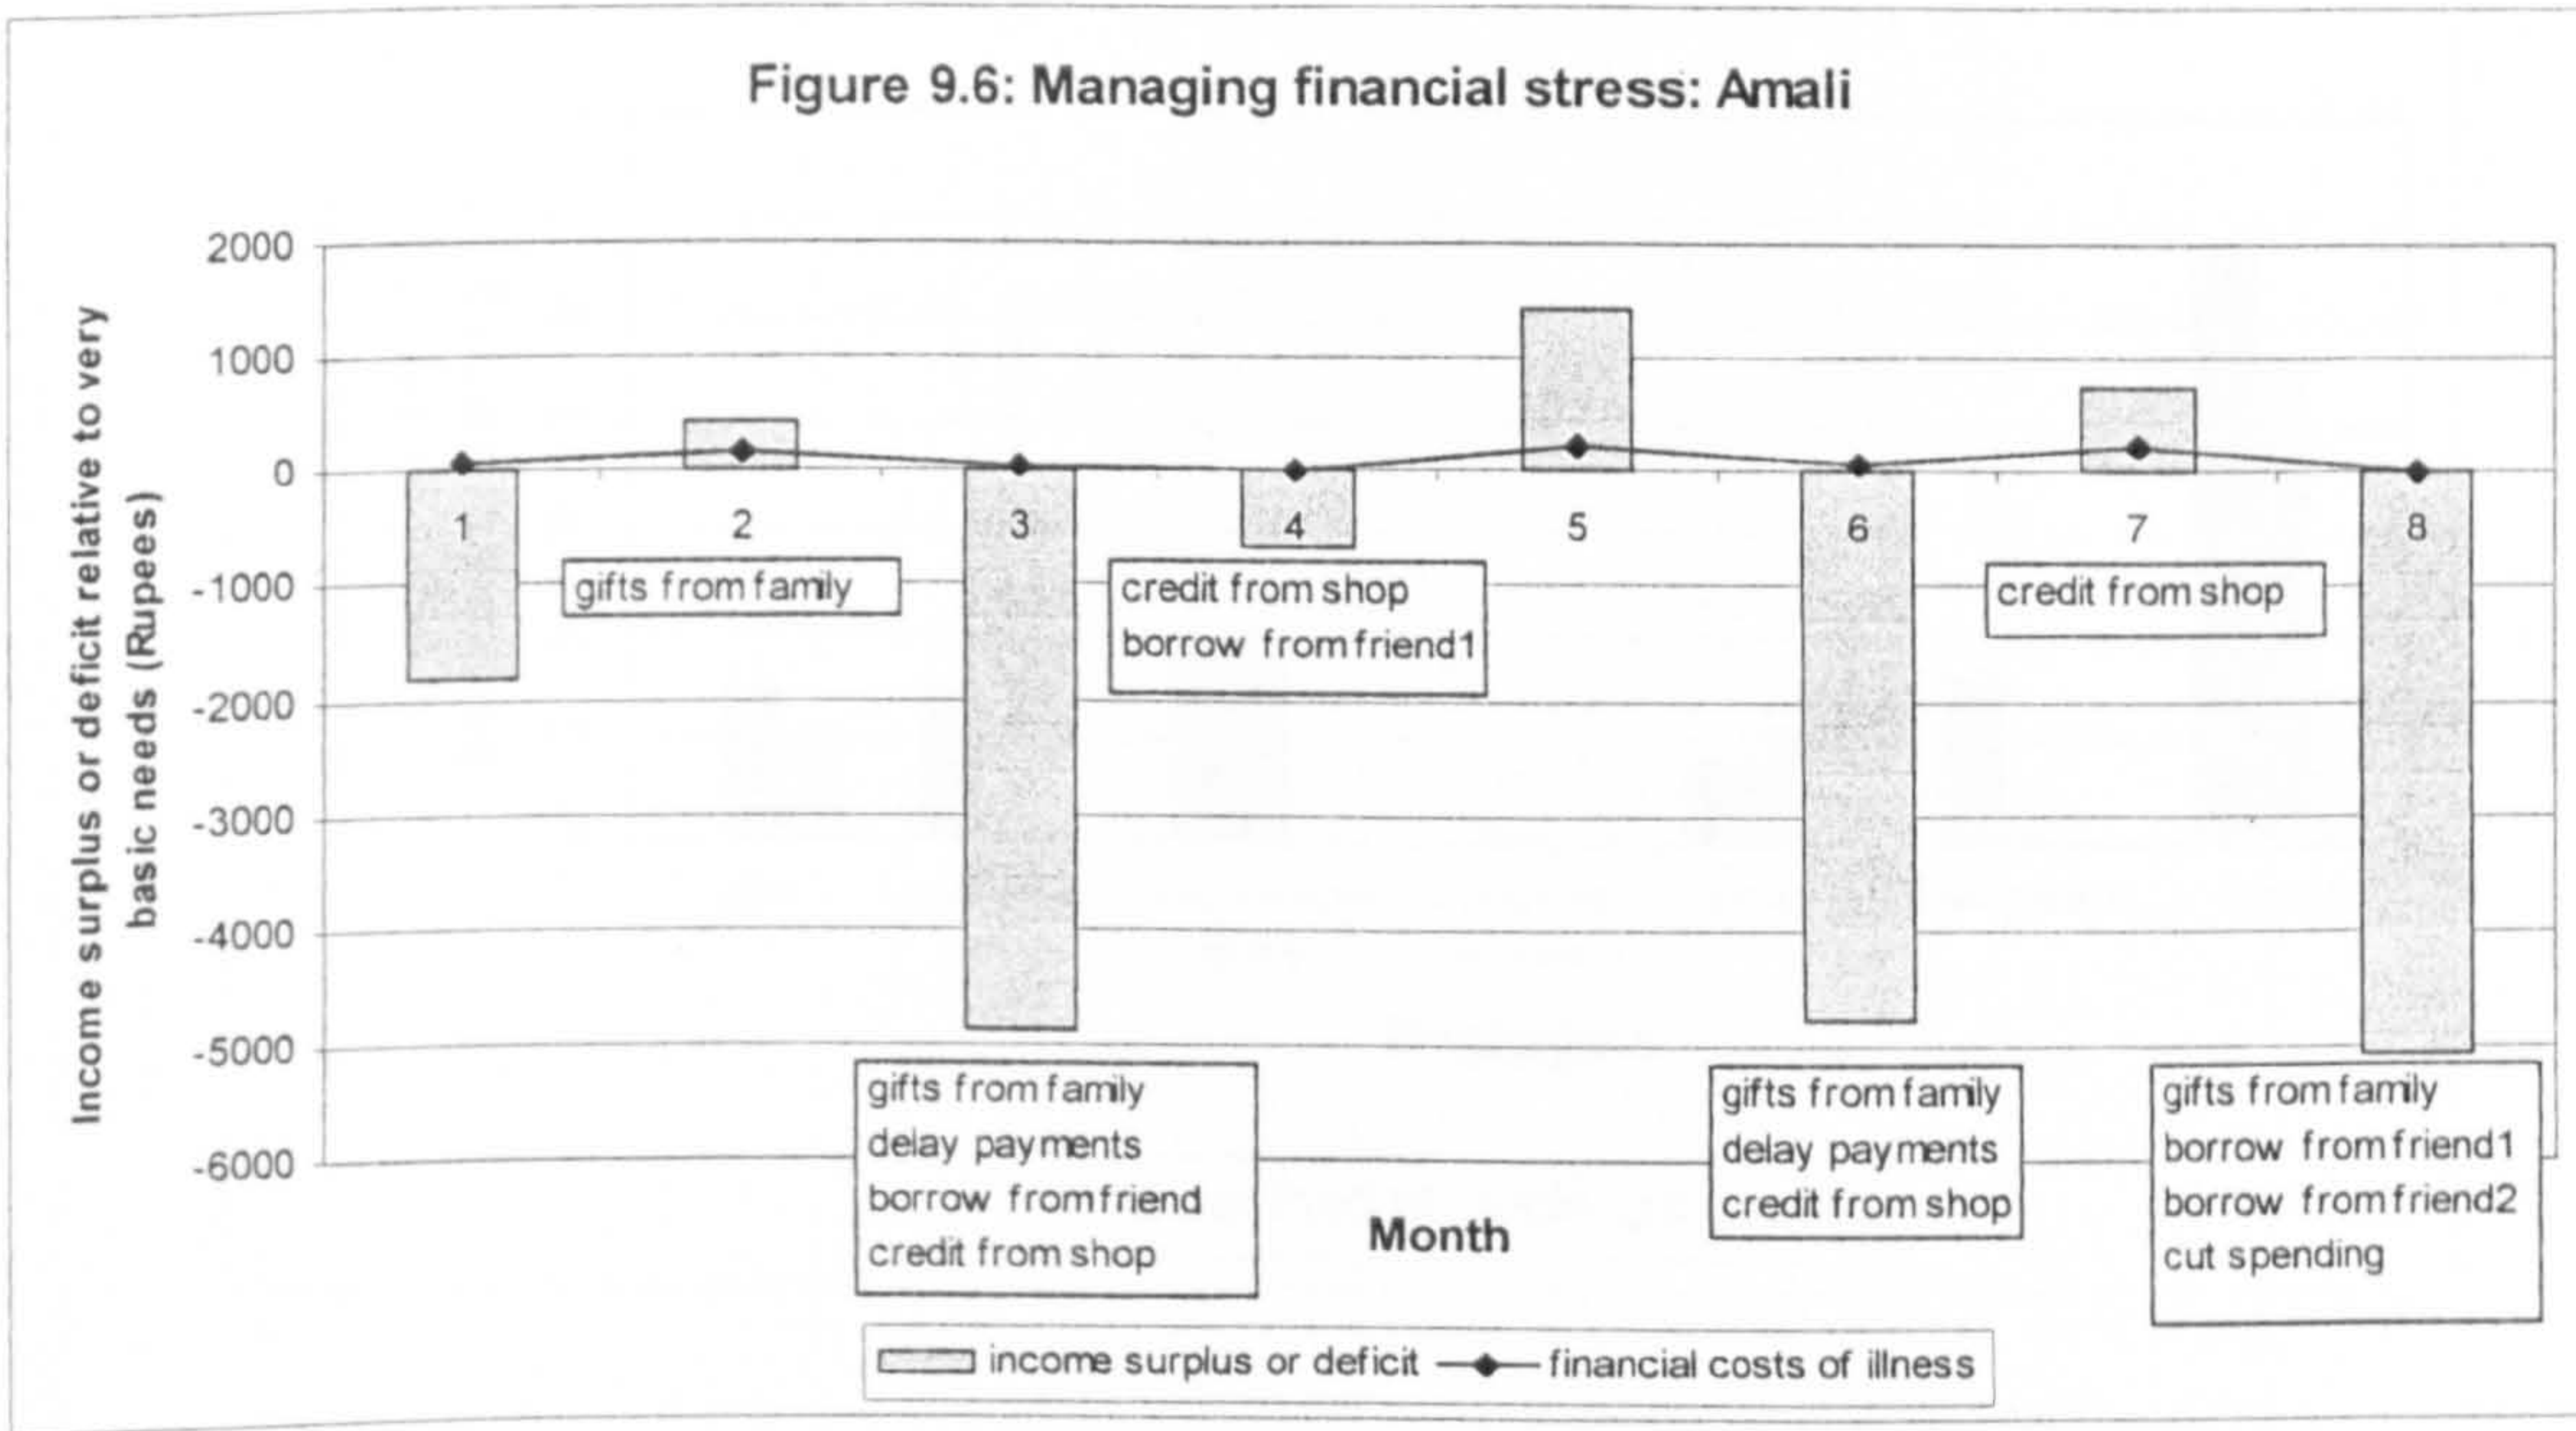 Figure 9.6: Managing financial stress: Amali
Income surplus or deficit relative to very
basic needs (Rupees)
2000
1000
0
-1000
-2000
-3000
-4000
-5000
-6000
1
2
3
4
5
6
7
8
gifts from family
credit from shop
borrow from friend1
credit from shop
gifts from family
delay payments
borrow from friend
credit from shop
gifts from family
delay payments
credit from shop
gifts from family
borrow from friend1
borrow from friend2
cut spending
Month
income surplus or deficit
financial costs of illness